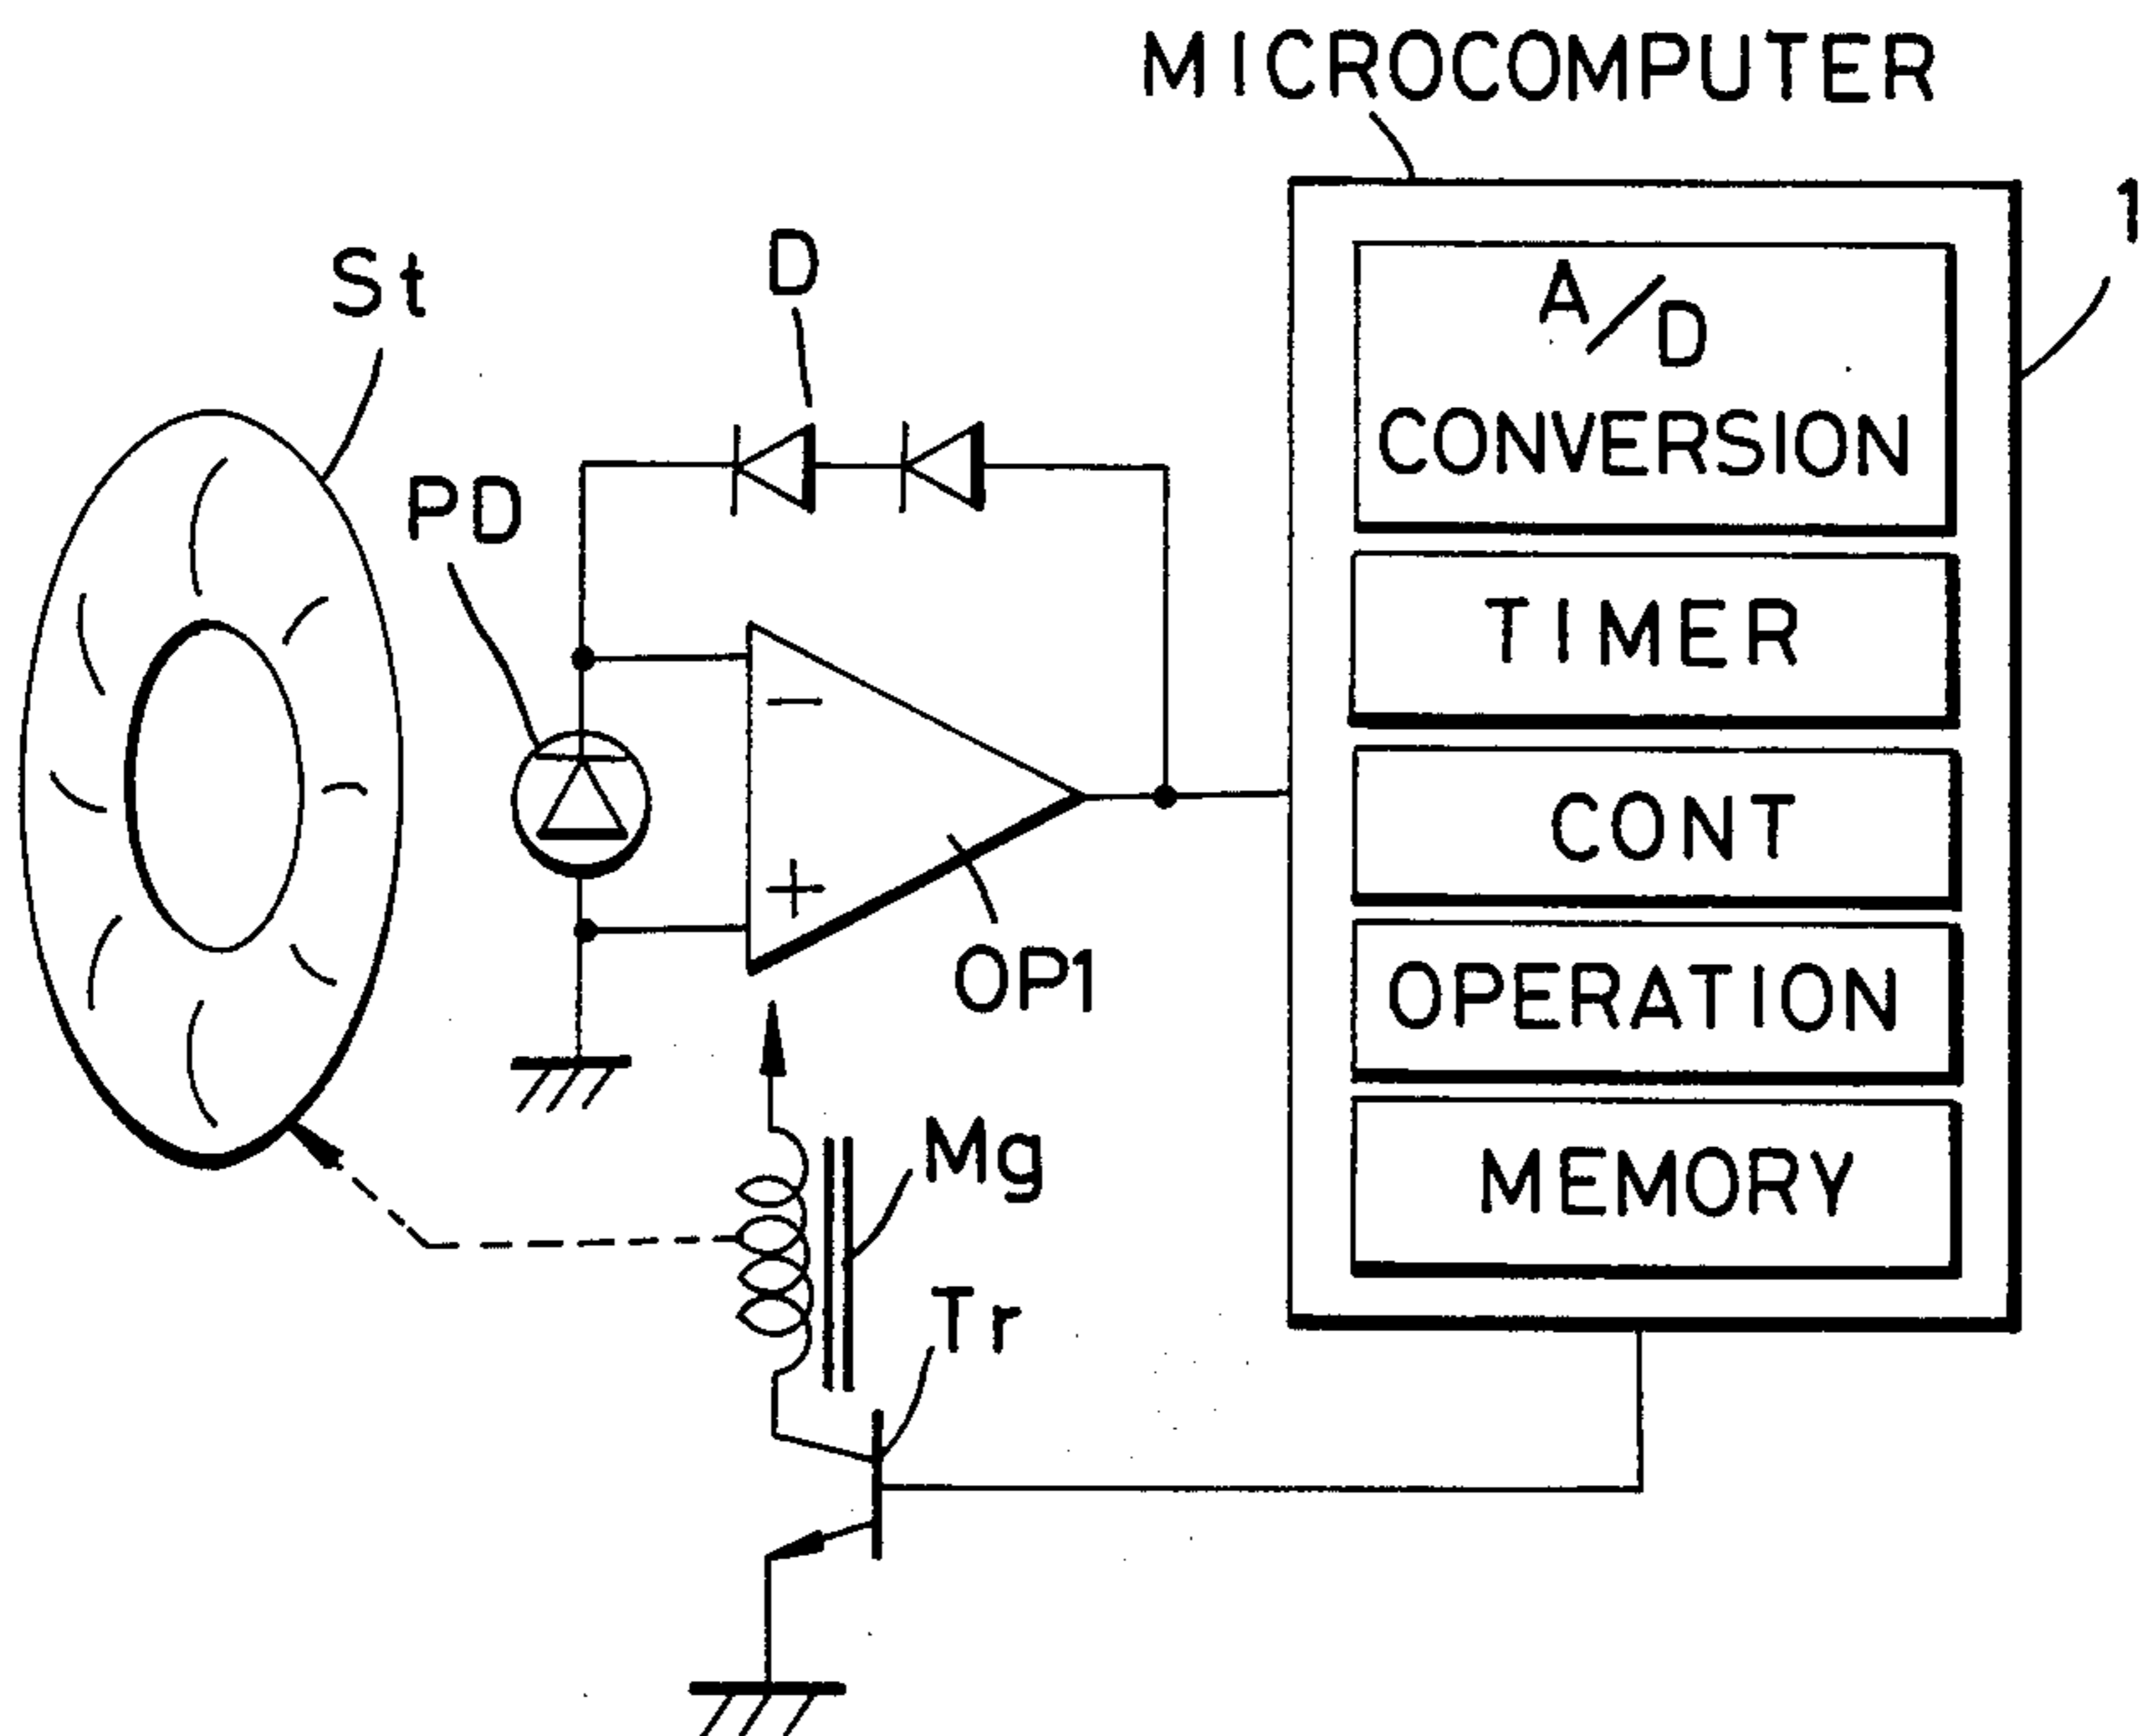 MICROCOMPUTER
1
St
D
PD
A/D
CONVERSION
TIMER
CONT
OPERATION
MEMORY
−
+
OP1
Mg
Tr